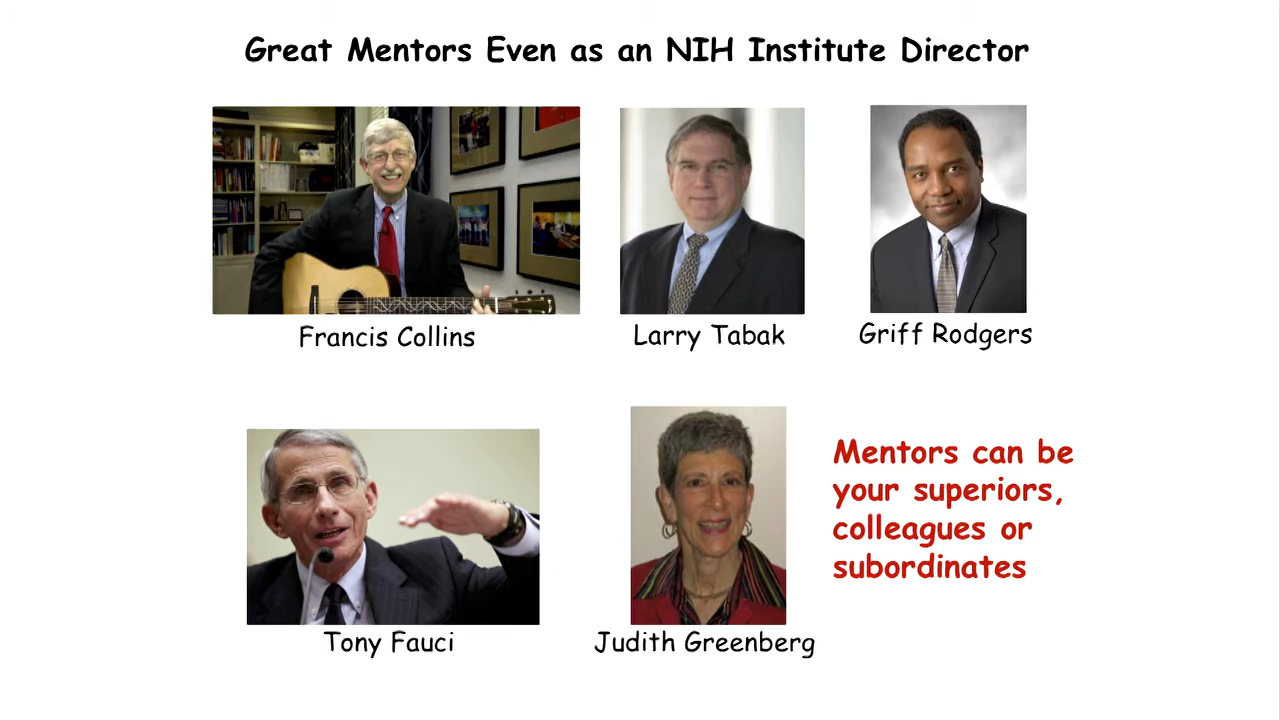 Great Mentors Even as an NIH Institute Director
Francis Collins
Larry Tabak
Griff Rodgers
Tony Fauci
Judith Greenberg
Mentors can be
your superiors,
colleagues or
subordinates